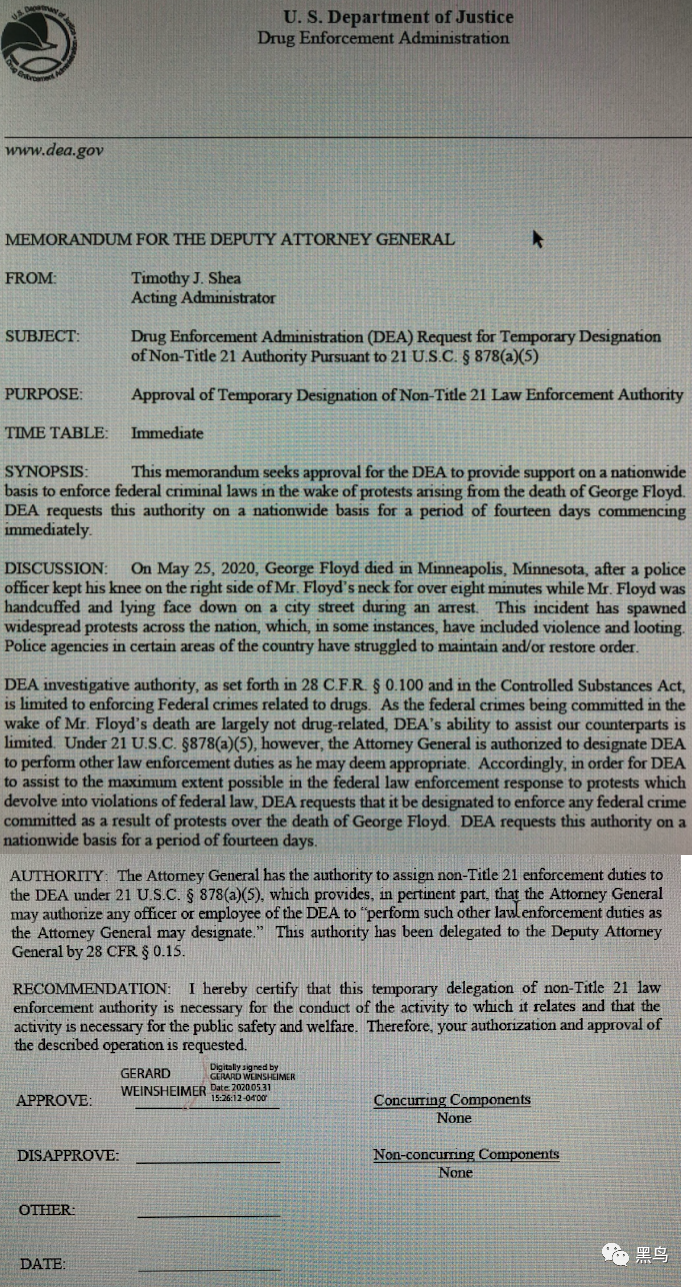 U. S. Department of Justice
Drug Enforcement Administration
U.S. Department of Justice
Drug Enforcement Administration
www.dea.gov
MEMORANDUM FOR THE DEPUTY ATTORNEY GENERAL
FROM: Timothy J. Shea
Acting Administrator
SUBJECT: Drug Enforcement Administration (DEA) Request for Temporary Designation
of Non-Title 21 Authority Pursuant to 21 U.S.C. § 878(a)(5)
PURPOSE: Approval of Temporary Designation of Non-Title 21 Law Enforcement Authority
TIME TABLE: Immediate
SYNOPSIS: This memorandum seeks approval for the DEA to provide support on a nationwide
basis to enforce federal criminal laws in the wake of protests arising from the death of George Floyd.
DEA requests this authority on a nationwide basis for a period of fourteen days commencing
immediately.
DISCUSSION: On May 25, 2020, George Floyd died in Minneapolis, Minnesota, after a police
officer kept his knee on the right side of Mr. Floyd's neck for over eight minutes while Mr. Floyd was
handcuffed and lying face down on a city street during an arrest. This incident has spawned
widespread protests across the nation, which, in some instances, have included violence and looting.
Police agencies in certain areas of the country have struggled to maintain and/or restore order.
DEA investigative authority, as set forth in 28 C.F.R. § 0.100 and in the Controlled Substances Act,
is limited to enforcing Federal crimes related to drugs. As the federal crimes being committed in the
wake of Mr. Floyd's death are largely not drug-related, DEA's ability to assist our counterparts is
limited. Under 21 U.S.C. §878(a)(5), however, the Attorney General is authorized to designate DEA
to perform other law enforcement duties as he may deem appropriate. Accordingly, in order for DEA
to assist to the maximum extent possible in the federal law enforcement response to protests which
devolve into violations of federal law, DEA requests that it be designated to enforce any federal crime
committed as a result of protests over the death of George Floyd. DEA requests this authority on a
nationwide basis for a period of fourteen days.
AUTHORITY: The Attorney General has the authority to assign non-Title 21 enforcement duties to
the DEA under 21 U.S.C. § 878(a)(5), which provides, in pertinent part, that the Attorney General
may authorize any officer or employee of the DEA to "perform such other law enforcement duties as
the Attorney General may designate." This authority has been delegated to the Deputy Attorney
General by 28 CFR § 0.15.
RECOMMENDATION: I hereby certify that this temporary delegation of non-Title 21 law
enforcement authority is necessary for the conduct of the activity to which it relates and that the
activity is necessary for the public safety and welfare. Therefore, your authorization and approval of
the described operation is requested.
APPROVE: GERARD WEINSHEIMER
Digitally signed by
GERARD WEINSHEIMER
Date: 2020.05.31
15:26:12 -04'00'
Concurring Components
None
DISAPPROVE:
Non-concurring Components
None
OTHER:
DATE:
黑鸟